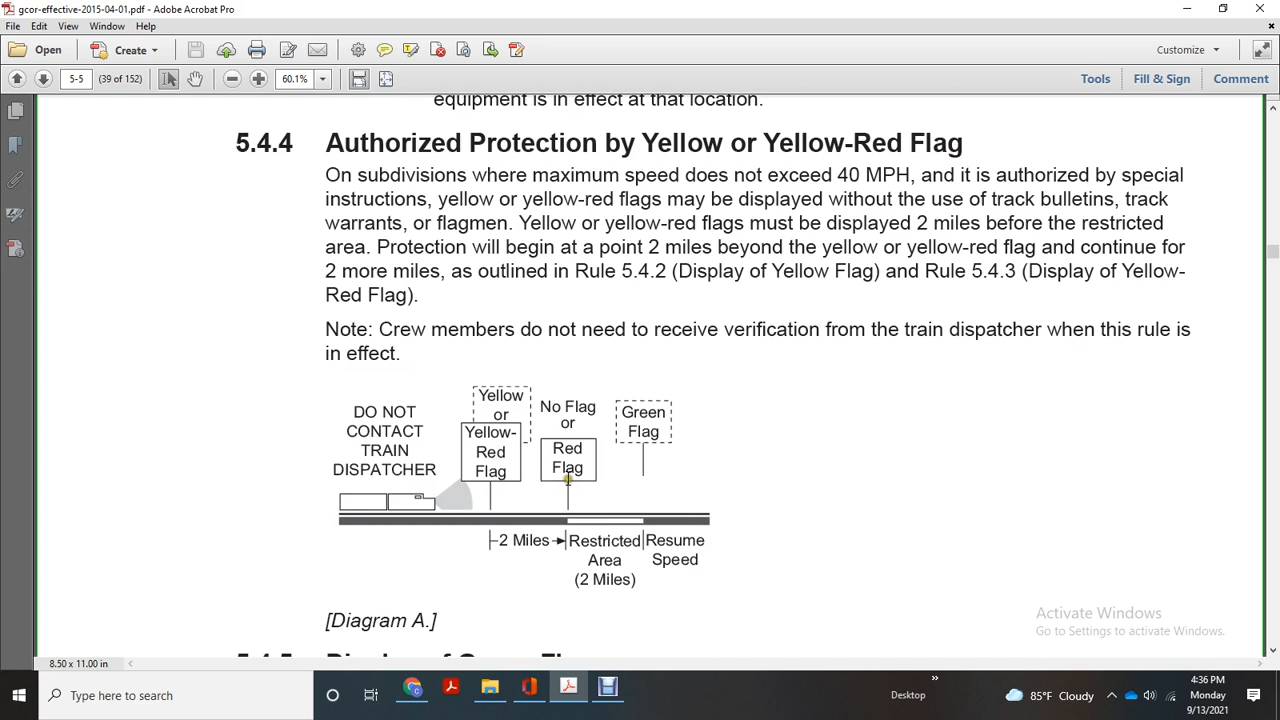 gcor-effective-2015-04-01.pdf - Adobe Acrobat Pro
File Edit View Window Help
Open Create Customize
5-5 (39 of 152) 60.1% Tools Fill & Sign Comment
equipment is in effect at that location.
5.4.4 Authorized Protection by Yellow or Yellow-Red Flag
On subdivisions where maximum speed does not exceed 40 MPH, and it is authorized by special
instructions, yellow or yellow-red flags may be displayed without the use of track bulletins, track
warrants, or flagmen. Yellow or yellow-red flags must be displayed 2 miles before the restricted
area. Protection will begin at a point 2 miles beyond the yellow or yellow-red flag and continue for
2 more miles, as outlined in Rule 5.4.2 (Display of Yellow Flag) and Rule 5.4.3 (Display of Yellow-
Red Flag).
Note: Crew members do not need to receive verification from the train dispatcher when this rule is
in effect.
DO NOT
CONTACT
TRAIN
DISPATCHER
Yellow
or
Yellow-
Red
Flag
No Flag
or
Red
Flag
Green
Flag
2 Miles
Restricted
Area
(2 Miles)
Resume
Speed
[Diagram A.]
Activate Windows
Go to Settings to activate Windows.
8.50 x 11.00 in
Type here to search
Desktop
85°F Cloudy
4:36 PM
Monday
9/13/2021